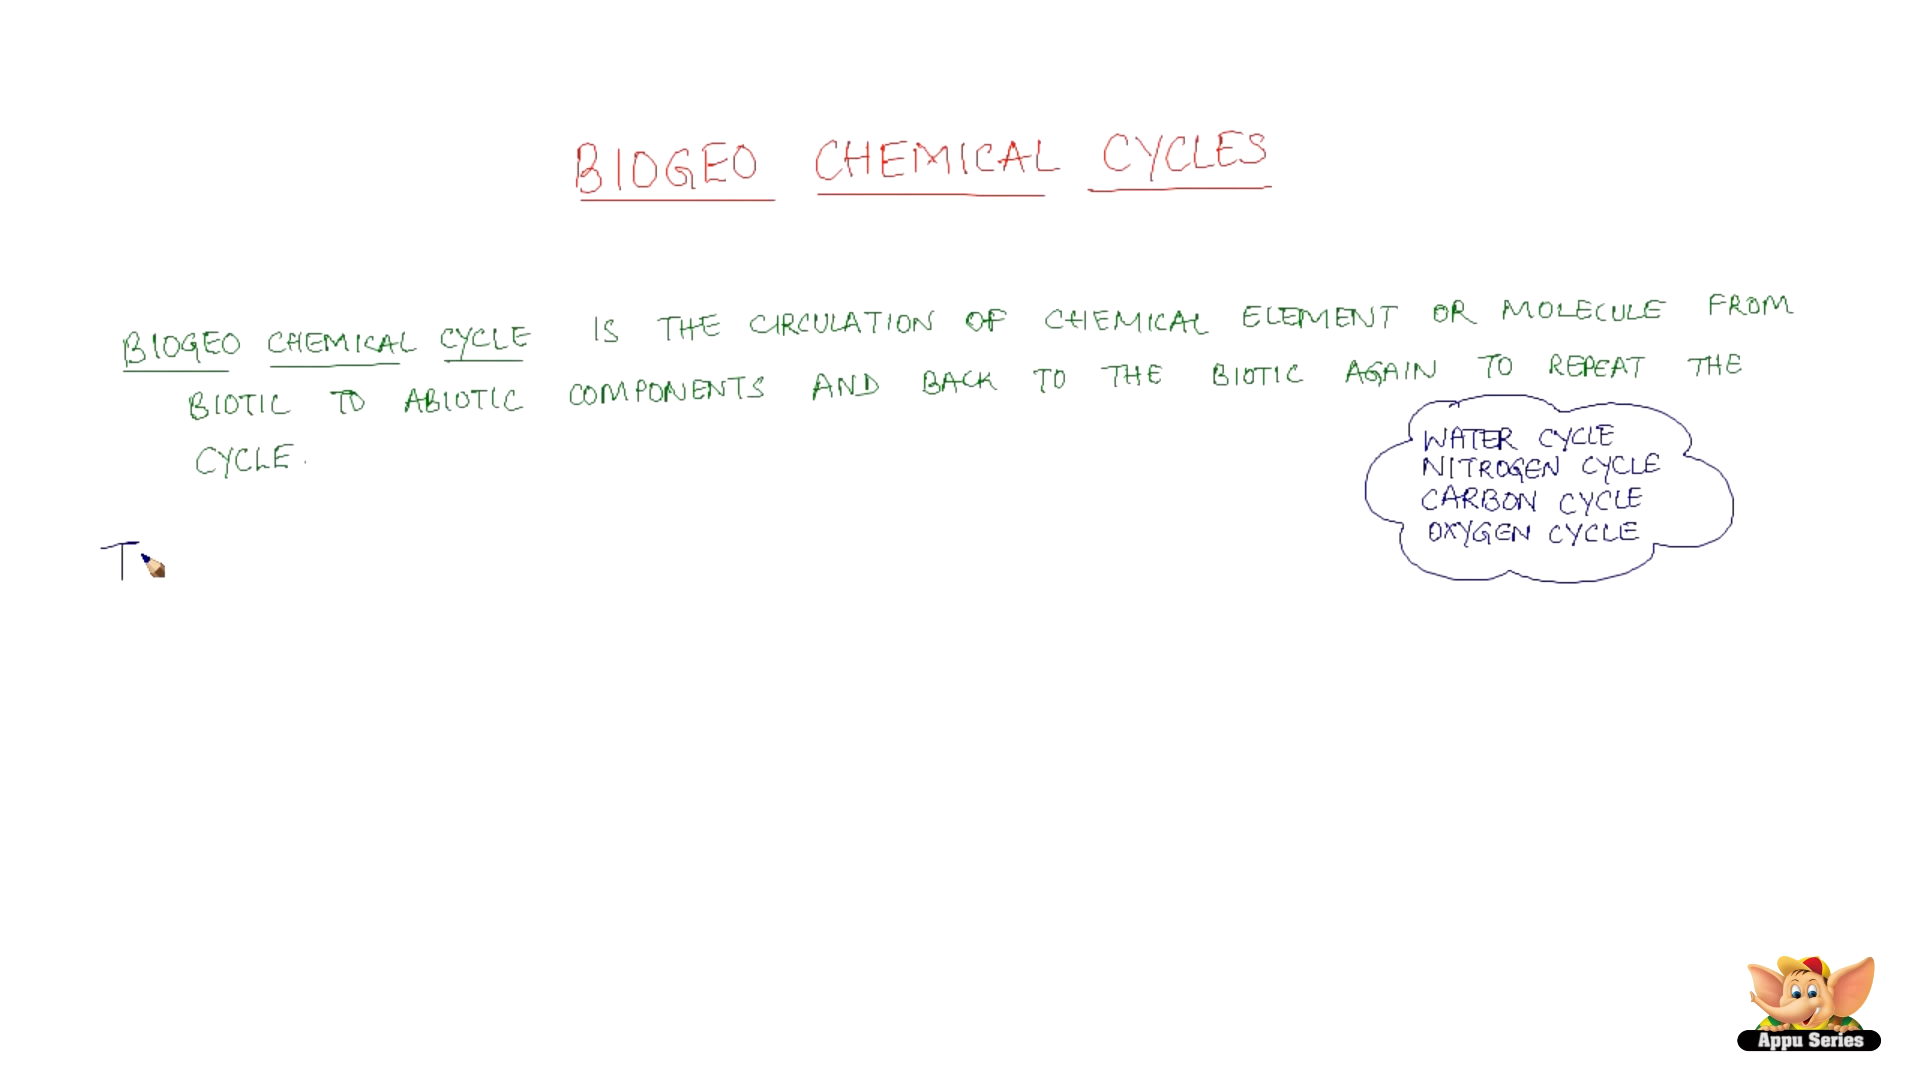 BIOGEO CHEMICAL CYCLES
BIOGEO CHEMICAL CYCLE IS THE CIRCULATION OF CHEMICAL ELEMENT OR MOLECULE FROM
BIOTIC TO ABIOTIC COMPONENTS AND BACK TO THE BIOTIC AGAIN TO REPEAT THE
CYCLE.
WATER CYCLE
NITROGEN CYCLE
CARBON CYCLE
OXYGEN CYCLE
T
Appu Series